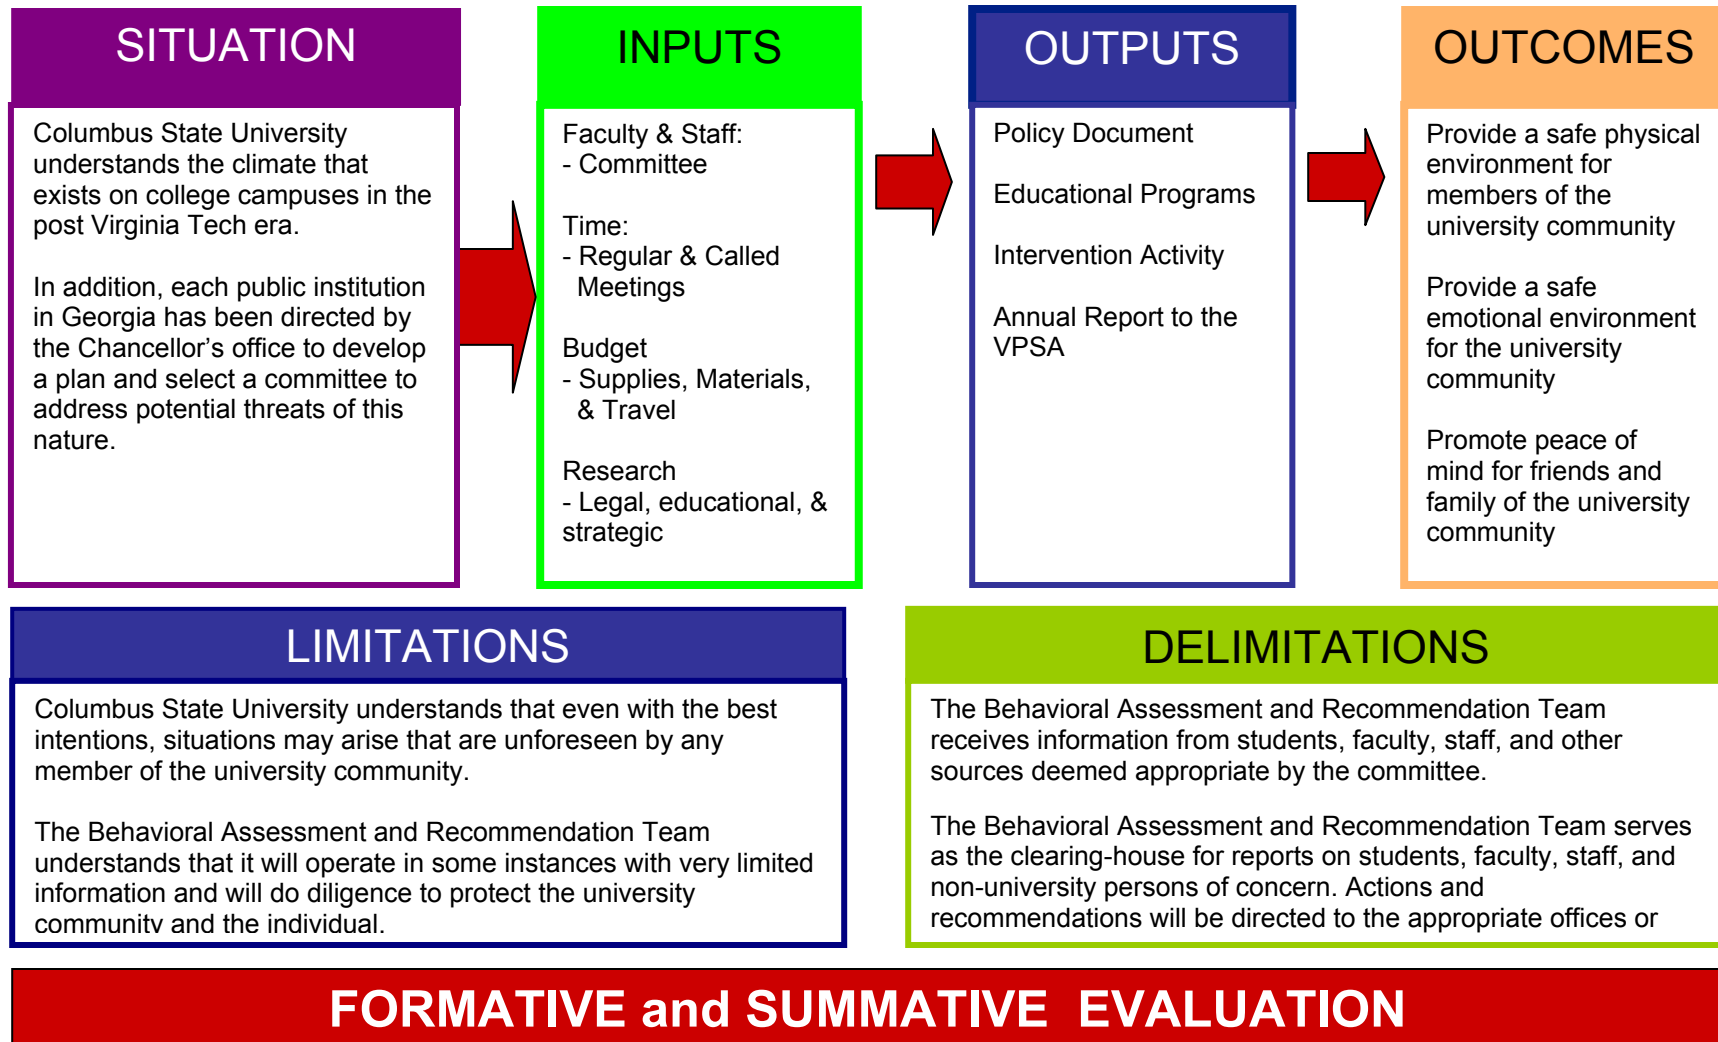 SITUATION
Columbus State University
understands the climate that
exists on college campuses in the
post Virginia Tech era.
In addition, each public institution
in Georgia has been directed by
the Chancellor's office to develop
a plan and select a committee to
address potential threats of this
nature.
INPUTS
Faculty & Staff:
- Committee
Time:
- Regular & Called
Meetings
Budget
- Supplies, Materials,
& Travel
Research
- Legal, educational, &
strategic
OUTPUTS
Policy Document
Educational Programs
Intervention Activity
Annual Report to the
VPSA
OUTCOMES
Provide a safe physical
environment for
members of the
university community
Provide a safe
emotional environment
for the university
community
Promote peace of
mind for friends and
family of the university
community
LIMITATIONS
Columbus State University understands that even with the best
intentions, situations may arise that are unforeseen by any
member of the university community.
The Behavioral Assessment and Recommendation Team
understands that it will operate in some instances with very limited
information and will do diligence to protect the university
community and the individual.
DELIMITATIONS
The Behavioral Assessment and Recommendation Team
receives information from students, faculty, staff, and other
sources deemed appropriate by the committee.
The Behavioral Assessment and Recommendation Team serves
as the clearing-house for reports on students, faculty, staff, and
non-university persons of concern. Actions and
recommendations will be directed to the appropriate offices or
FORMATIVE and SUMMATIVE EVALUATION